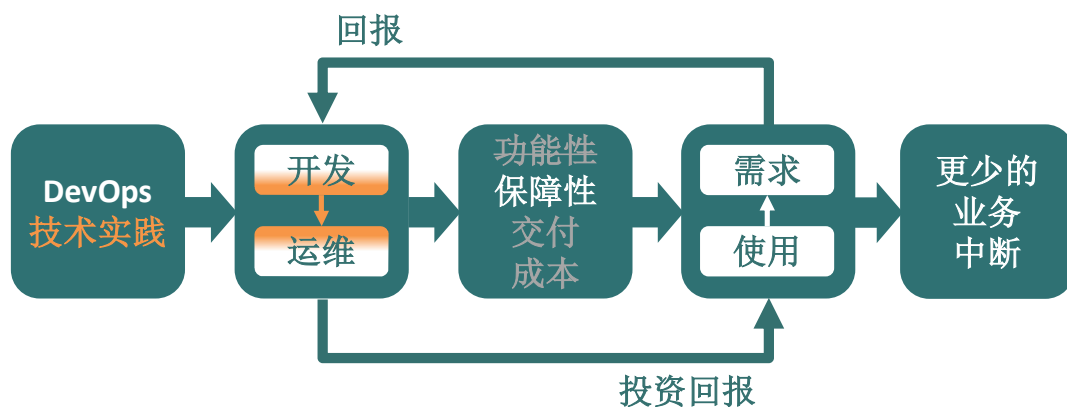 回报
DevOps
技术实践
开发
运维
功能性
保障性
交付
成本
需求
使用
更少的
业务
中断
投资回报